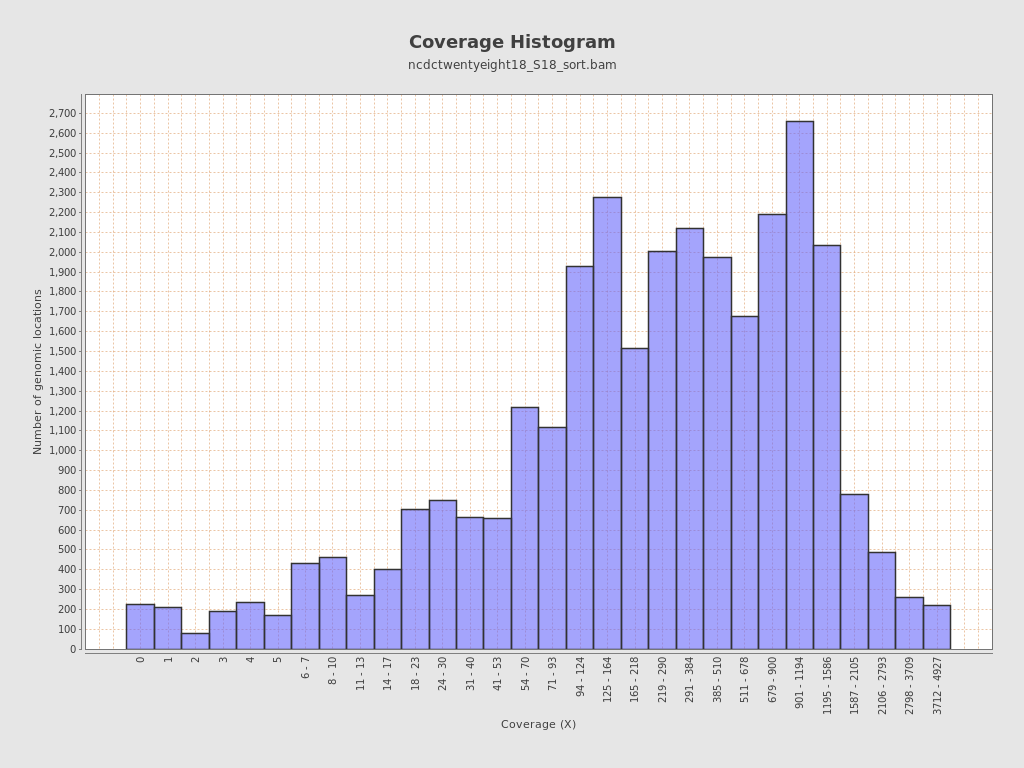 Coverage Histogram
ncdctwentyeight18_S18_sort.bam
Number of genomic locations
2,700
2,600
2,500
2,400
2,300
2,200
2,100
2,000
1,900
1,800
1,700
1,600
1,500
1,400
1,300
1,200
1,100
1,000
900
800
700
600
500
400
300
200
100
0
0
1
2
3
4
5
6 - 7
8 - 10
11 - 13
14 - 17
18 - 23
24 - 30
31 - 40
41 - 53
54 - 70
71 - 93
94 - 124
125 - 164
165 - 218
219 - 290
291 - 384
385 - 510
511 - 678
679 - 900
901 - 1194
1195 - 1586
1587 - 2105
2106 - 2793
2798 - 3709
3712 - 4927
Coverage (X)